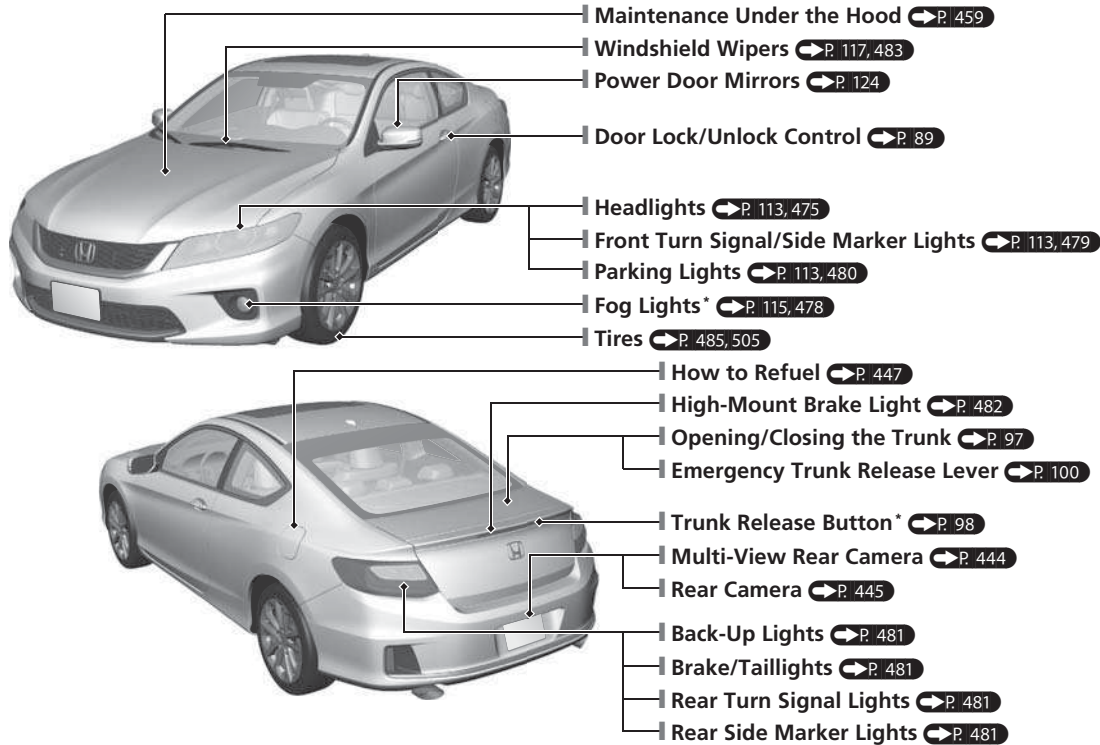 Maintenance Under the Hood P. 459
Windshield Wipers P. 117, 483
Power Door Mirrors P. 124
Door Lock/Unlock Control P. 89
Headlights P. 113, 475
Front Turn Signal/Side Marker Lights P. 113, 479
Parking Lights P. 113, 480
Fog Lights* P. 115, 478
Tires P. 485, 505
How to Refuel P. 447
High-Mount Brake Light P. 482
Opening/Closing the Trunk P. 97
Emergency Trunk Release Lever P. 100
Trunk Release Button* P. 98
Multi-View Rear Camera P. 444
Rear Camera P. 445
Back-Up Lights P. 481
Brake/Taillights P. 481
Rear Turn Signal Lights P. 481
Rear Side Marker Lights P. 481